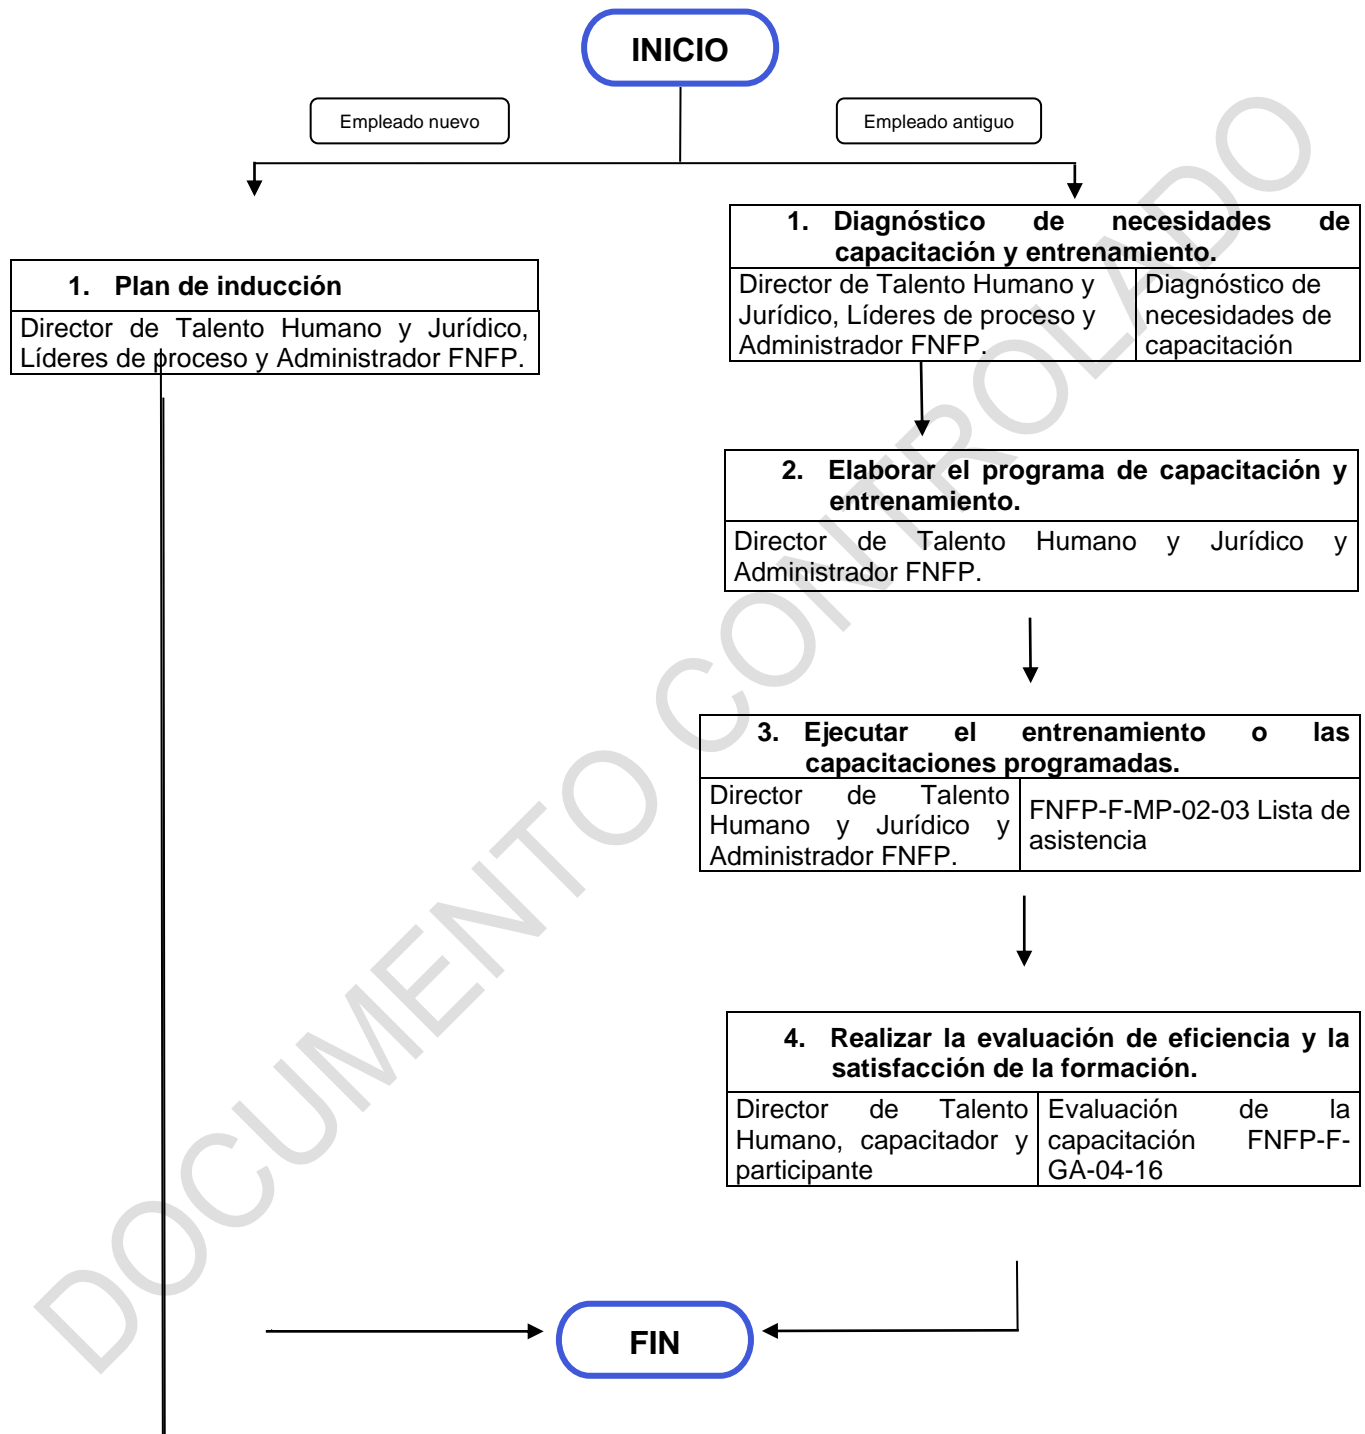 INICIO
Empleado nuevo
Empleado antiguo
1. Plan de inducción
Director de Talento Humano y Jurídico,
Líderes de proceso y Administrador FNFP.
1. Diagnóstico de necesidades de
capacitación y entrenamiento.
Director de Talento Humano y
Jurídico, Líderes de proceso y
Administrador FNFP.
Diagnóstico de
necesidades de
capacitación
2. Elaborar el programa de capacitación y
entrenamiento.
Director de Talento Humano y Jurídico y
Administrador FNFP.
3. Ejecutar el entrenamiento o las
capacitaciones programadas.
Director de Talento
Humano y Jurídico y
Administrador FNFP.
FNFP-F-MP-02-03 Lista de
asistencia
4. Realizar la evaluación de eficiencia y la
satisfacción de la formación.
Director de Talento
Humano, capacitador y
participante
Evaluación de la
capacitación FNFP-F-
GA-04-16
FIN
DOCUMENTO CONTROLADO